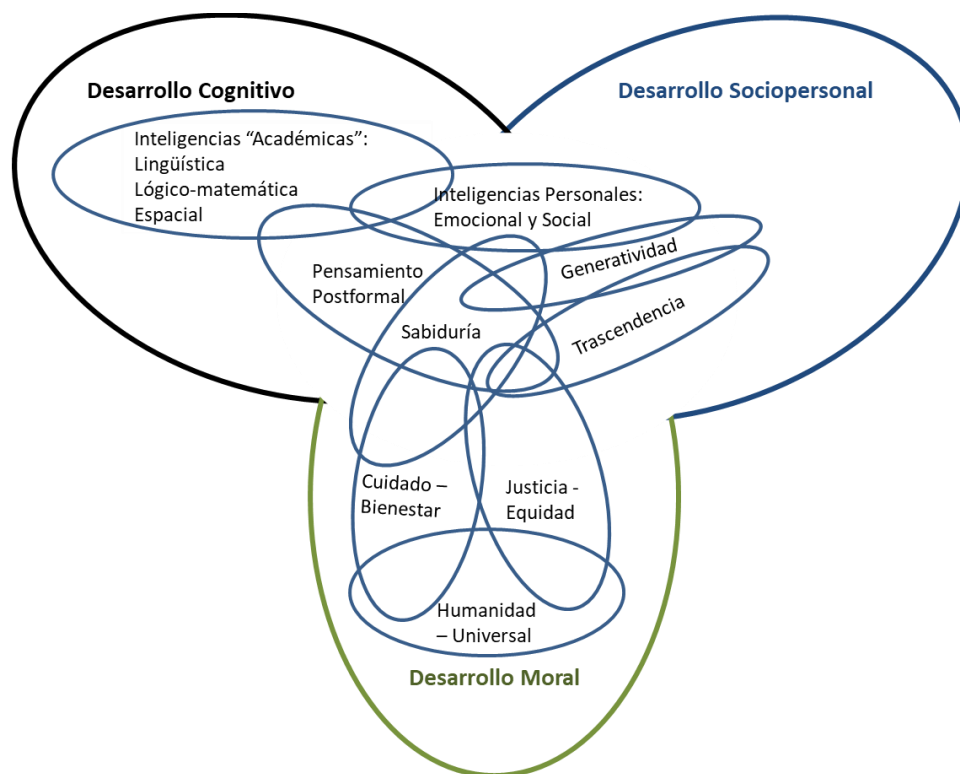 Desarrollo Cognitivo
Desarrollo Sociopersonal
Inteligencias “Académicas”:
Lingüística
Lógico-matemática
Espacial
Inteligencias Personales:
Emocional y Social
Generatividad
Pensamiento
Postformal
Trascendencia
Sabiduría
Cuidado –
Bienestar
Justicia -
Equidad
Humanidad
– Universal
Desarrollo Moral